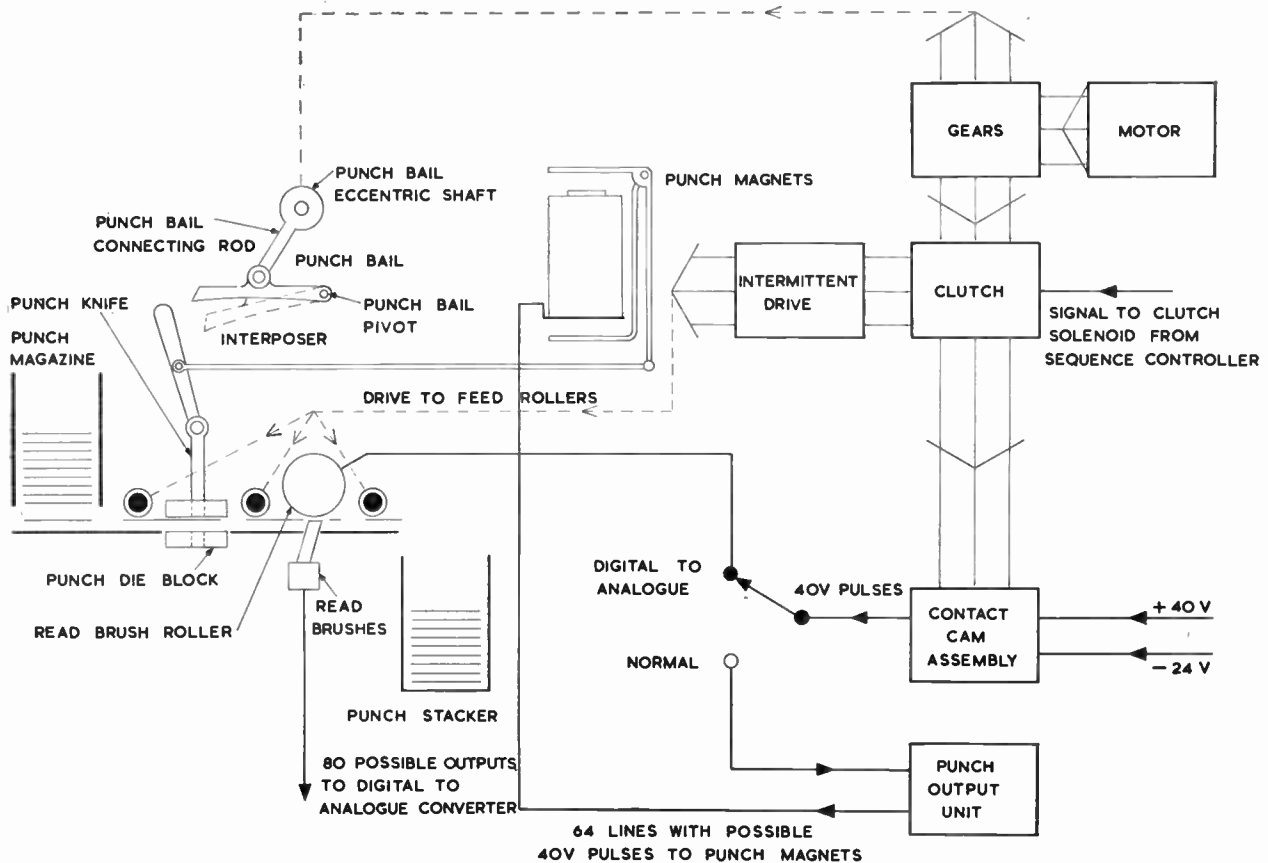 GEARS
MOTOR
PUNCH BAIL
ECCENTRIC SHAFT
PUNCH MAGNETS
PUNCH BAIL
CONNECTING ROD
PUNCH BAIL
PUNCH BAIL
PIVOT
INTERPOSER
PUNCH KNIFE
PUNCH
MAGAZINE
INTERMITTENT
DRIVE
CLUTCH
SIGNAL TO CLUTCH
SOLENOID FROM
SEQUENCE CONTROLLER
DRIVE TO FEED ROLLERS
PUNCH DIE BLOCK
READ BRUSH ROLLER
READ
BRUSHES
PUNCH STACKER
DIGITAL TO
ANALOGUE
40V PULSES
NORMAL
CONTACT
CAM
ASSEMBLY
+40 V
−24 V
80 POSSIBLE OUTPUTS
TO DIGITAL TO
ANALOGUE CONVERTER
PUNCH
OUTPUT
UNIT
64 LINES WITH POSSIBLE
40V PULSES TO PUNCH MAGNETS